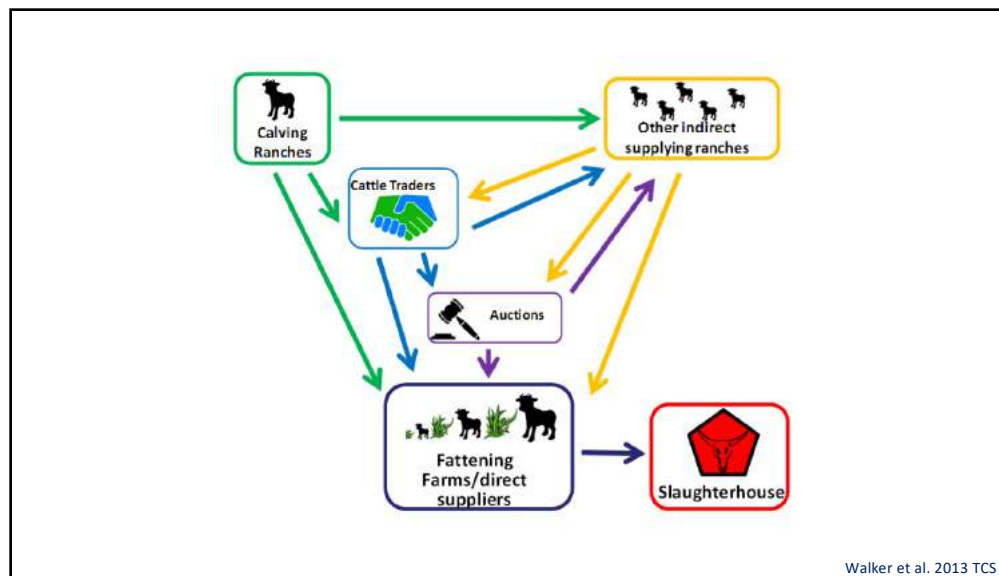 Calving
Ranches
Other indirect
supplying ranches
Cattle Traders
Auctions
Fattening
Farms/direct
suppliers
Slaughterhouse
Walker et al. 2013 TCS